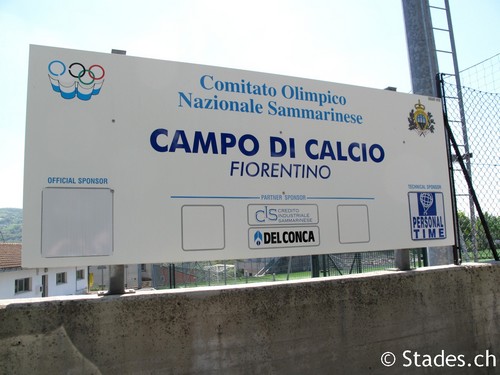 Comitato Olimpico
Nazionale Sammarinese
CAMPO DI CALCIO
FIORENTINO
OFFICIAL SPONSOR
PARTNER SPONSOR
TECHNICAL SPONSOR
cis CREDITO
INDUSTRIALE
SAMMARINESE
DELCONCA
PERSONAL
TIME
© Stades.ch